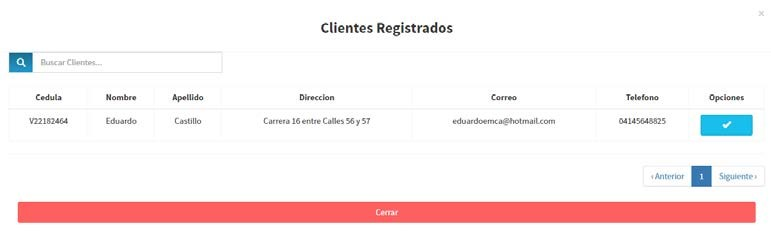 ×
Clientes Registrados
Buscar Clientes...
Cedula Nombre Apellido Direccion Correo Telefono Opciones
V22182464 Eduardo Castillo Carrera 16 entre Calles 56 y 57 eduardoemca@hotmail.com 04145648825
‹ Anterior 1 Siguiente ›
Cerrar